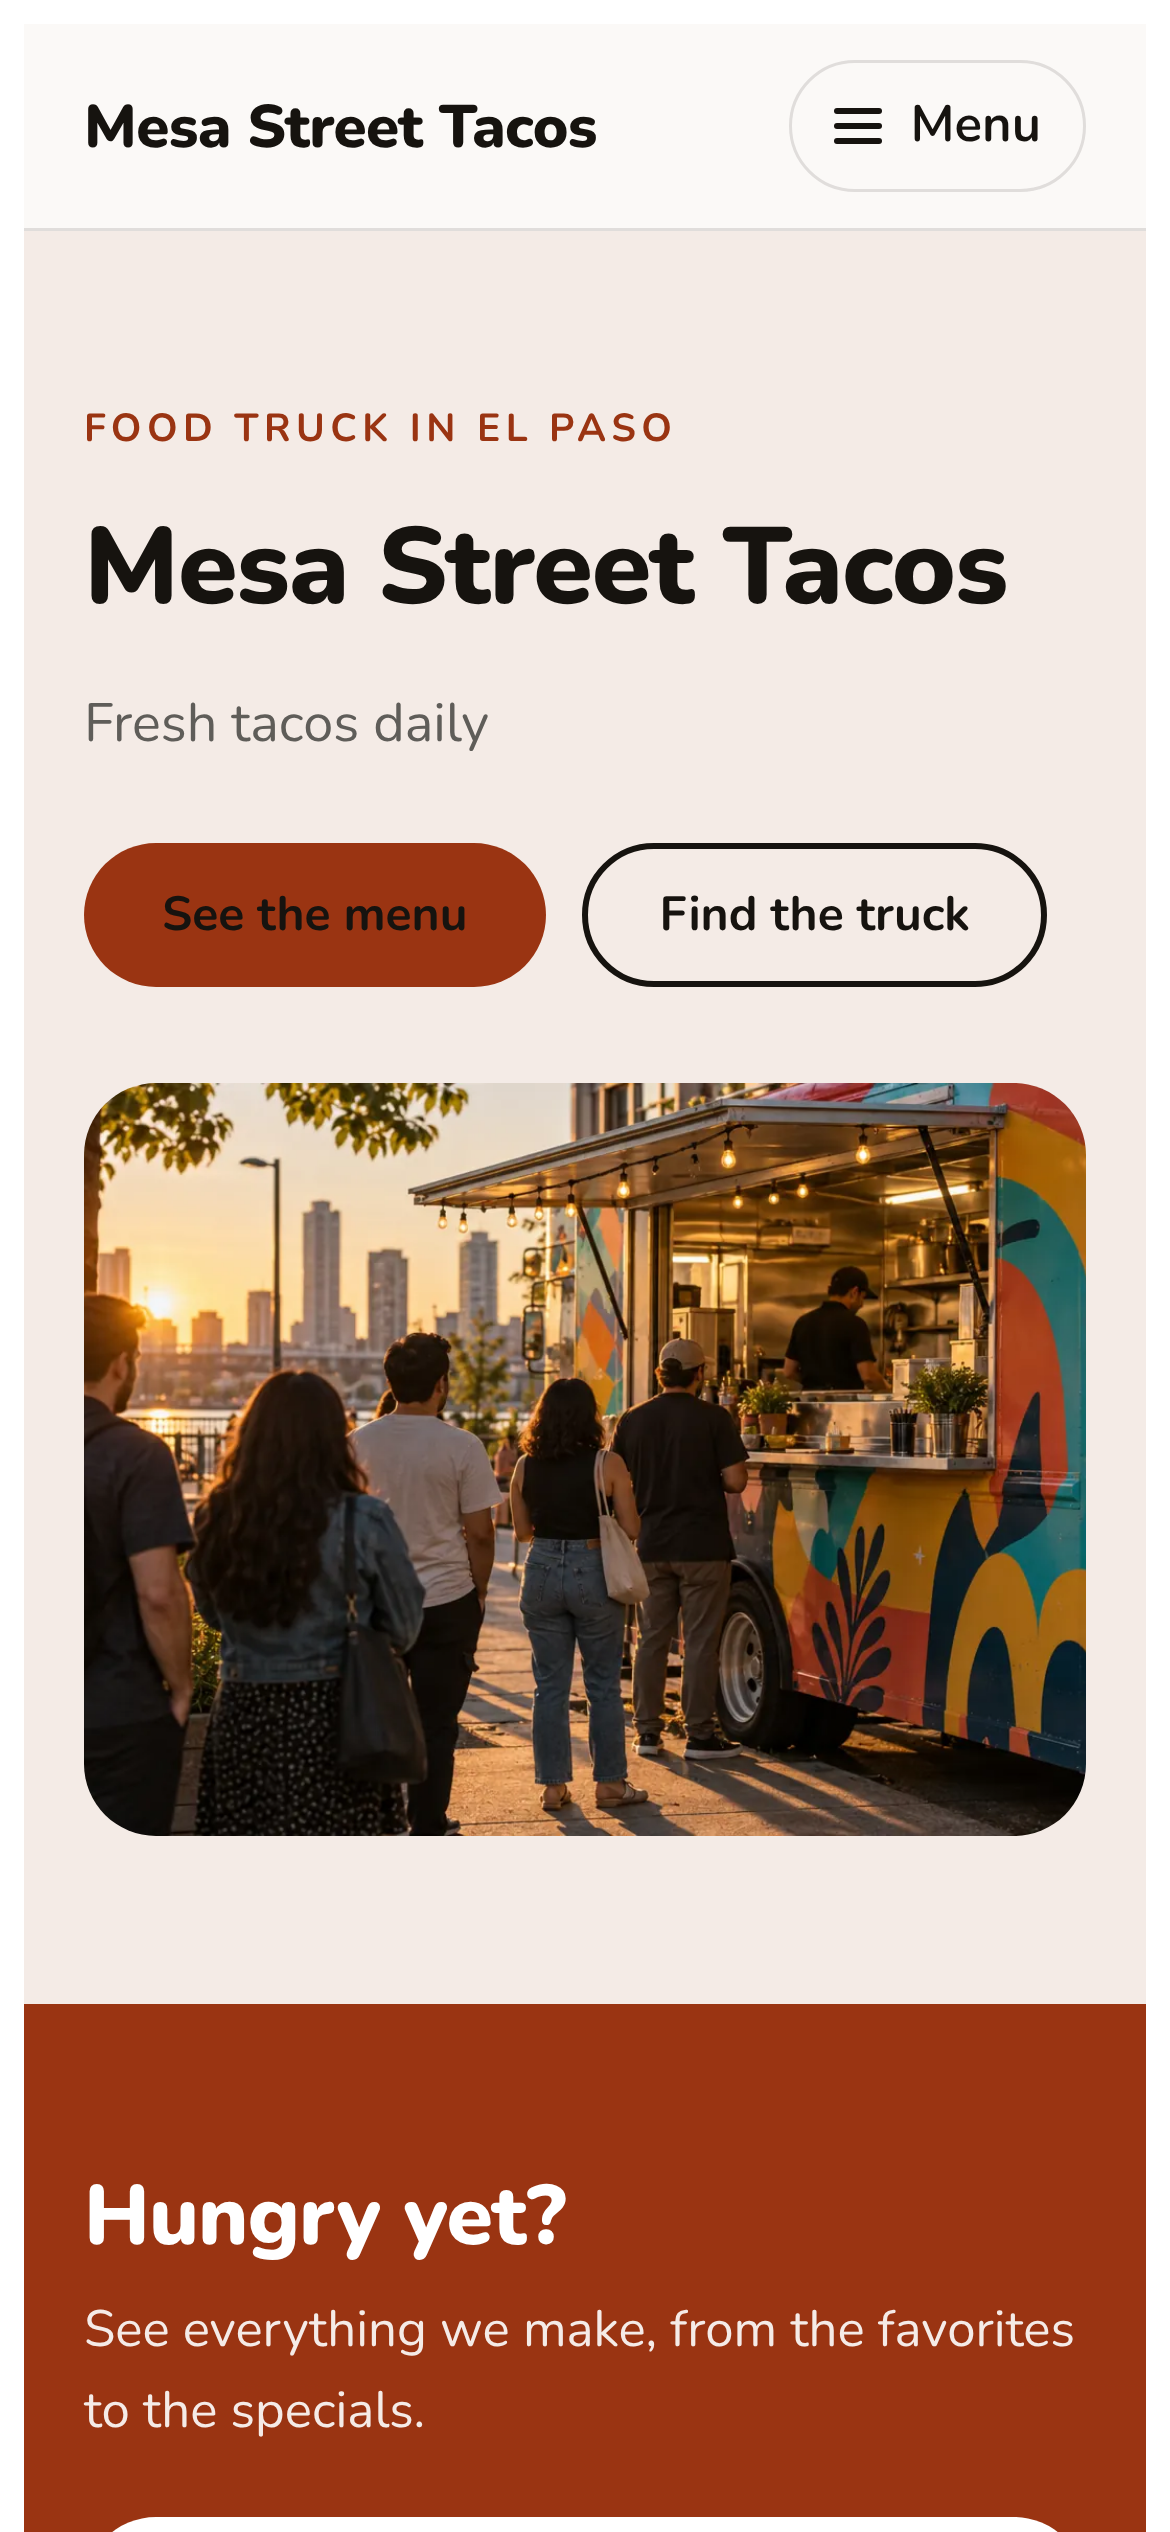 Mesa Street Tacos
Menu
FOOD TRUCK IN EL PASO
Mesa Street Tacos
Fresh tacos daily
See the menu
Find the truck
Hungry yet?
See everything we make, from the favorites
to the specials.